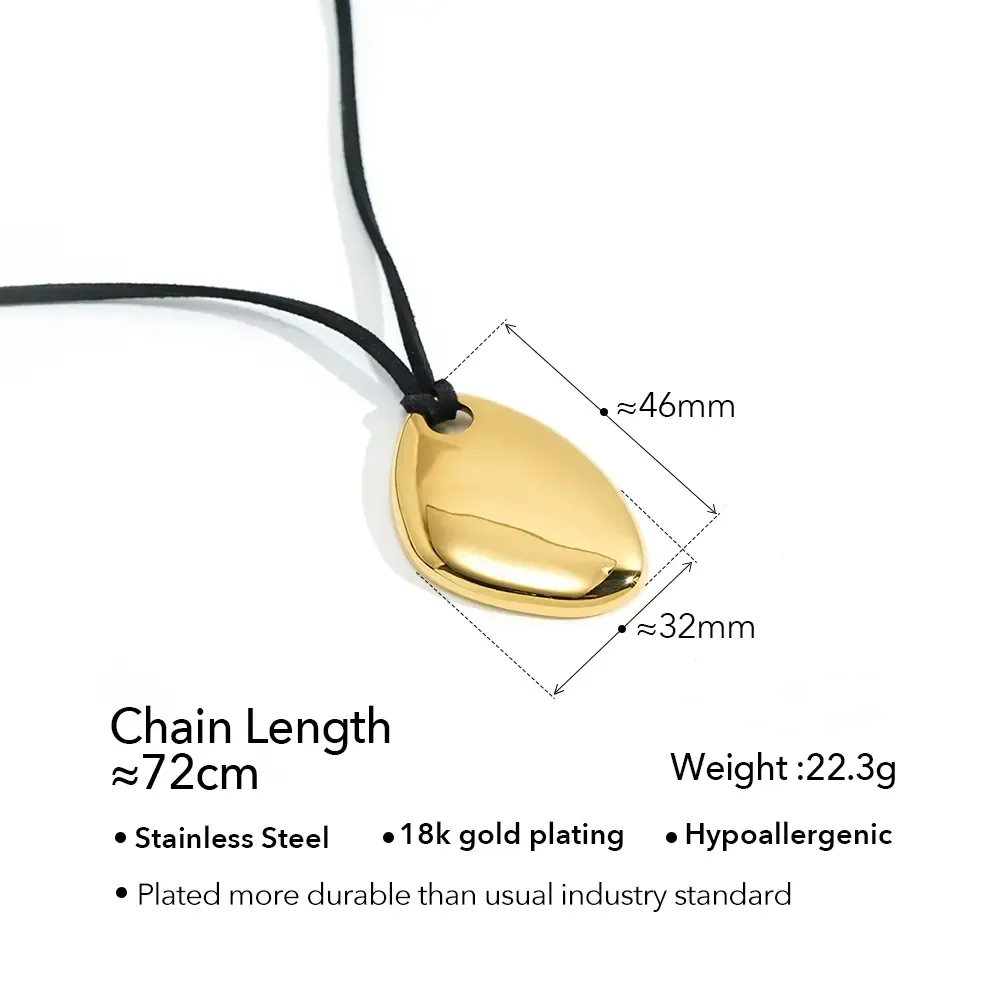 ≈46mm
≈32mm
Chain Length
≈72cm
Weight :22.3g
• Stainless Steel
• 18k gold plating
• Hypoallergenic
• Plated more durable than usual industry standard